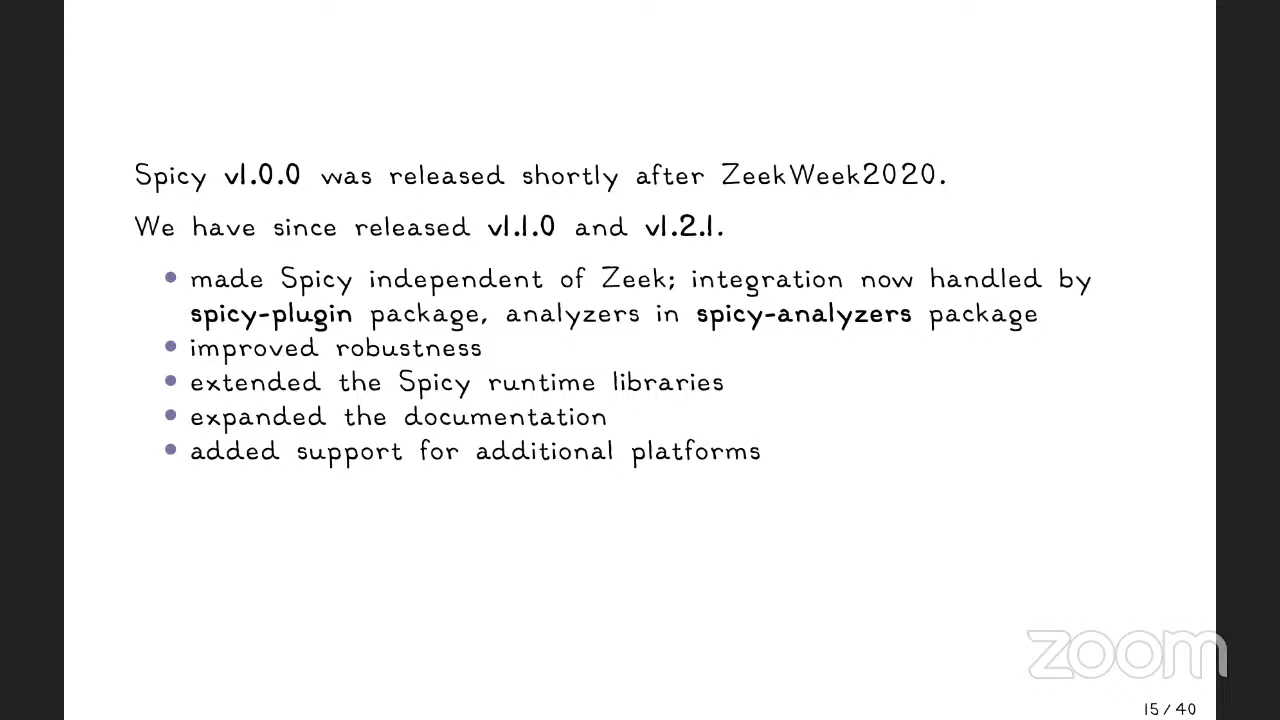 Spicy v1.0.0 was released shortly after ZeekWeek2020.
We have since released v1.1.0 and v1.2.1.
• made Spicy independent of Zeek; integration now handled by
spicy-plugin package, analyzers in spicy-analyzers package
• improved robustness
• extended the Spicy runtime libraries
• expanded the documentation
• added support for additional platforms
zoom
15 / 40